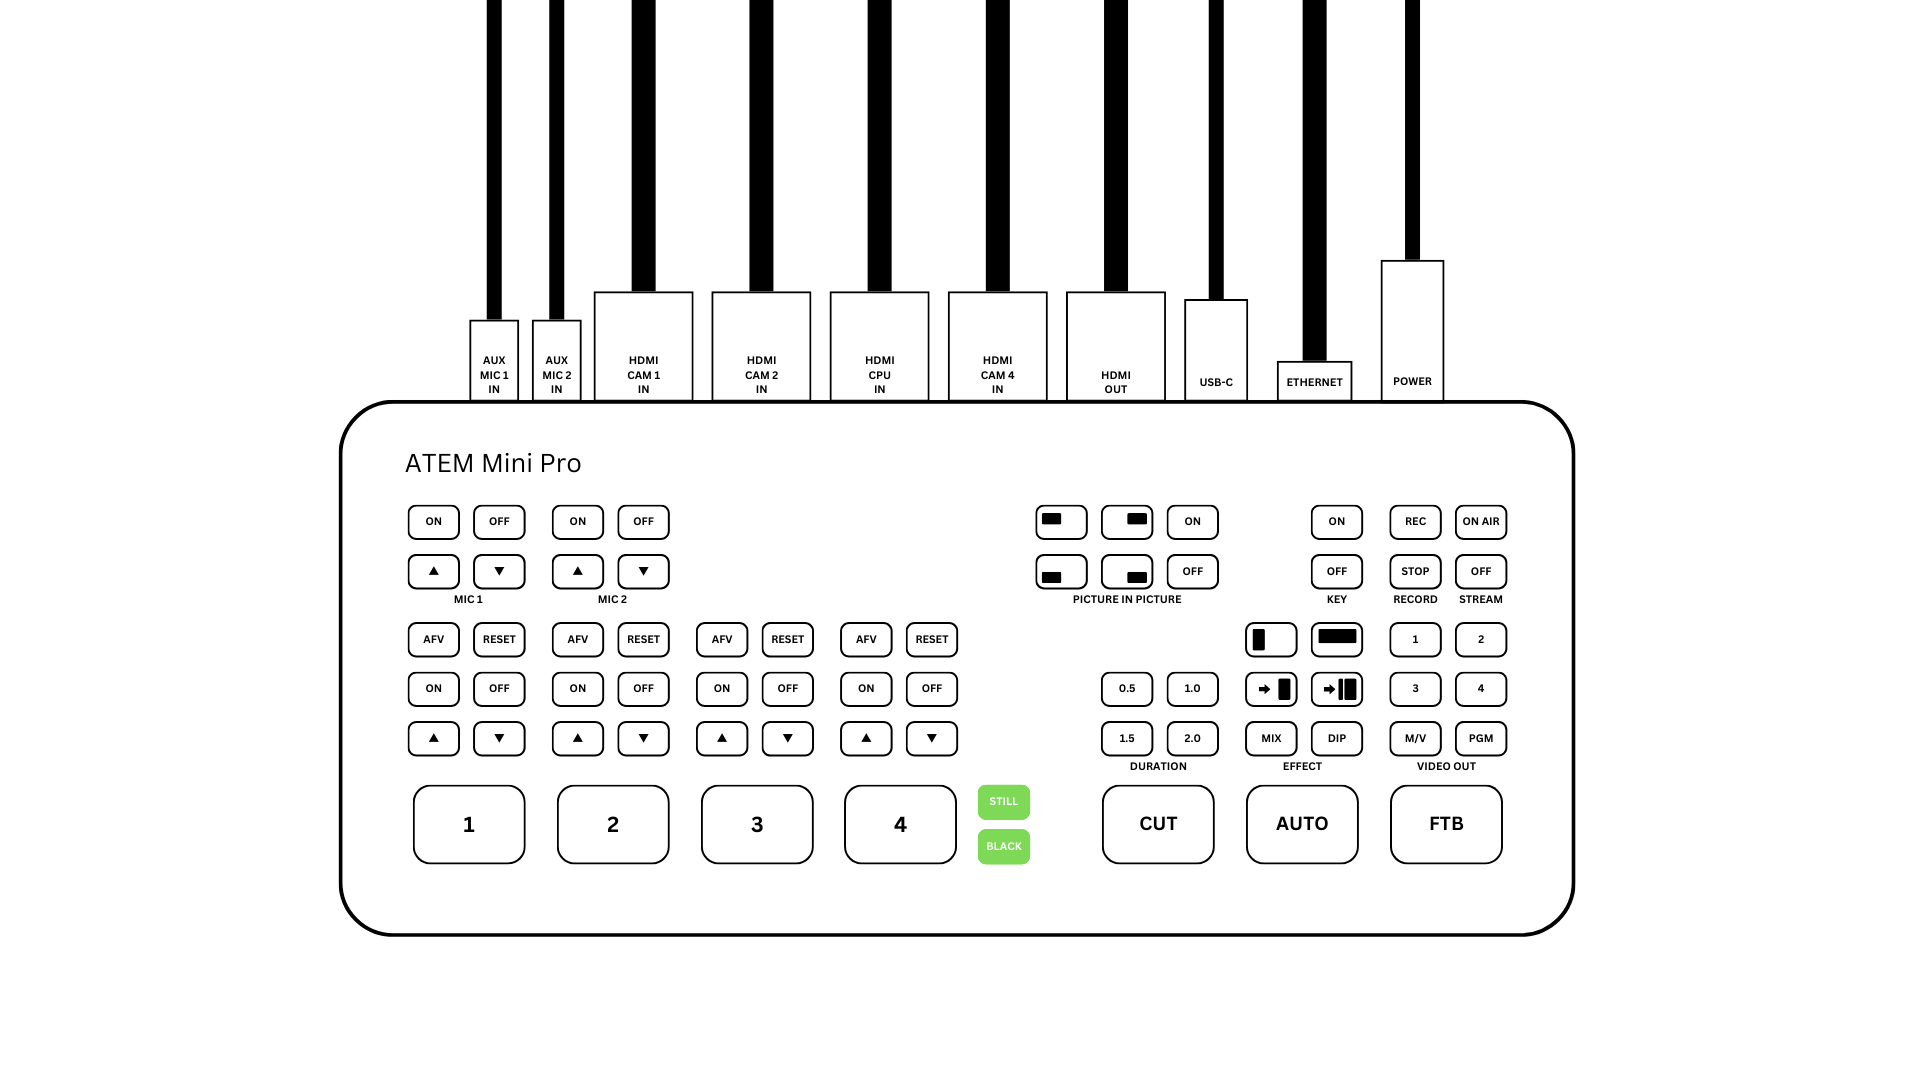 AUX
MIC 1
IN
AUX
MIC 2
IN
HDMI
CAM 1
IN
HDMI
CAM 2
IN
HDMI
CPU
IN
HDMI
CAM 4
IN
HDMI
OUT
USB-C
ETHERNET
POWER
ATEM Mini Pro
ON OFF ON OFF ON ON REC ON AIR
OFF OFF STOP OFF
MIC 1 MIC 2 PICTURE IN PICTURE KEY RECORD STREAM
AFV RESET AFV RESET AFV RESET AFV RESET 1 2
ON OFF ON OFF ON OFF ON OFF 0.5 1.0 3 4
1.5 2.0 MIX DIP M/V PGM
DURATION EFFECT VIDEO OUT
1 2 3 4 STILL CUT AUTO FTB
BLACK